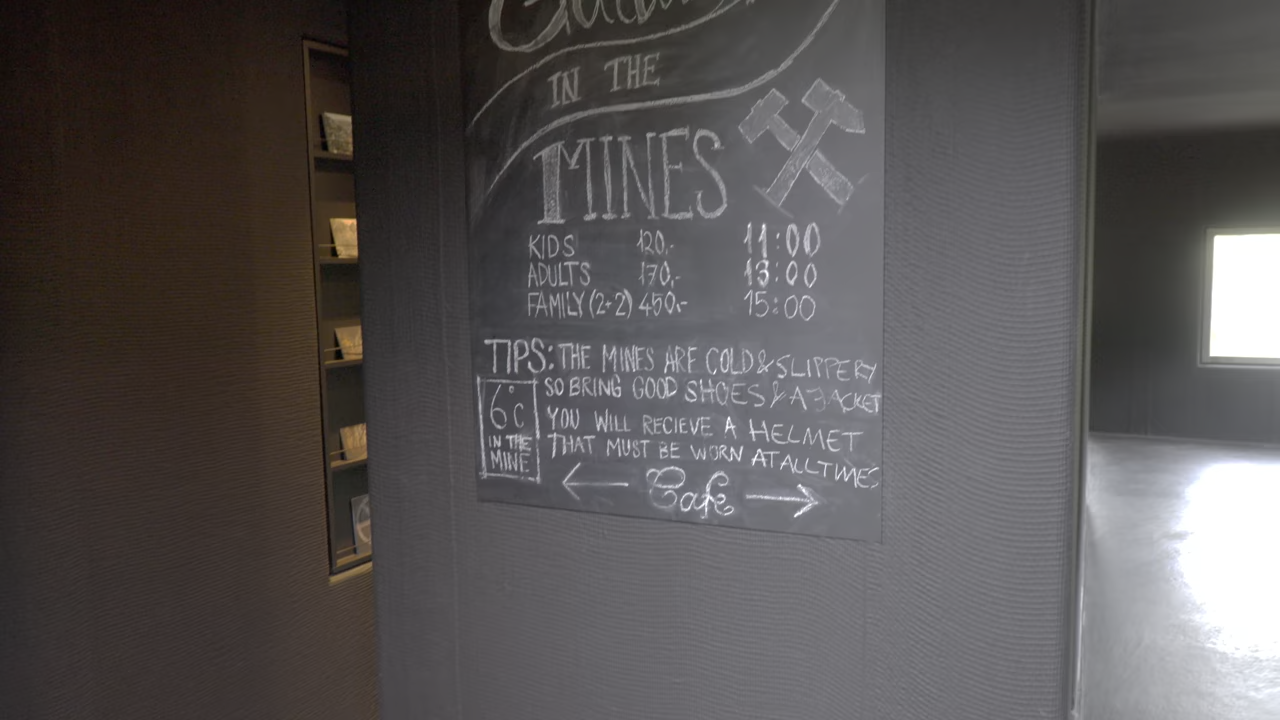 IN THE
MINES
KIDS 120,- 11:00
ADULTS 170,- 13:00
FAMILY (2+2) 450,- 15:00
TIPS: THE MINES ARE COLD & SLIPPERY
SO BRING GOOD SHOES & A JACKET
6°C
IN THE
MINE
YOU WILL RECIEVE A HELMET
THAT MUST BE WORN AT ALL TIMES
← Cafe →